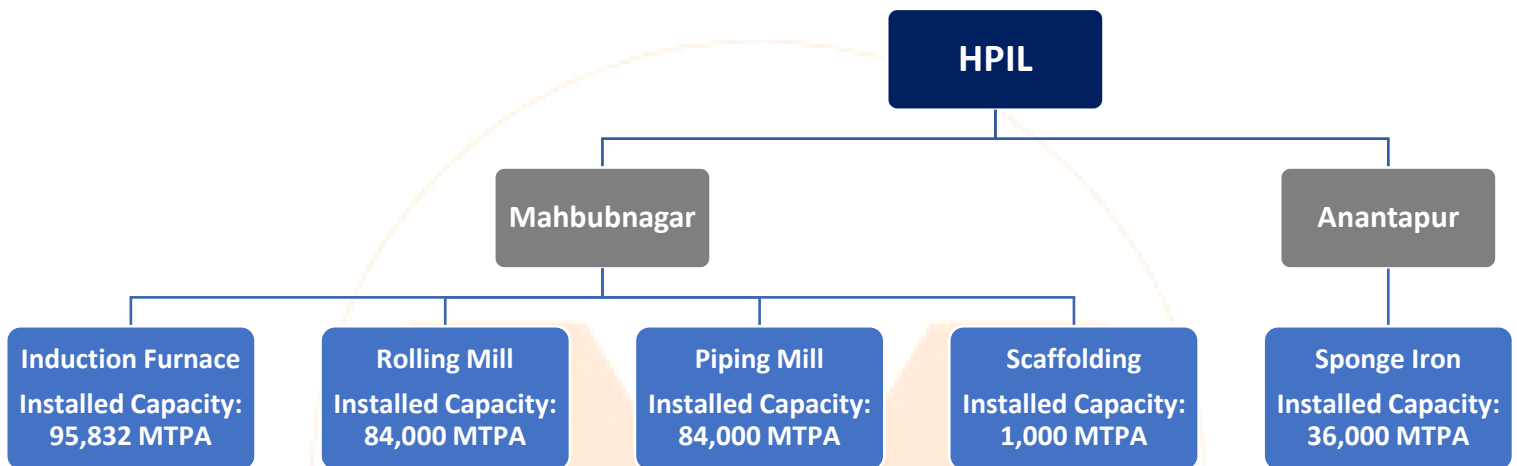 HPIL
Mahbubnagar
Anantapur
Induction Furnace
Installed Capacity:
95,832 MTPA
Rolling Mill
Installed Capacity:
84,000 MTPA
Piping Mill
Installed Capacity:
84,000 MTPA
Scaffolding
Installed Capacity:
1,000 MTPA
Sponge Iron
Installed Capacity:
36,000 MTPA